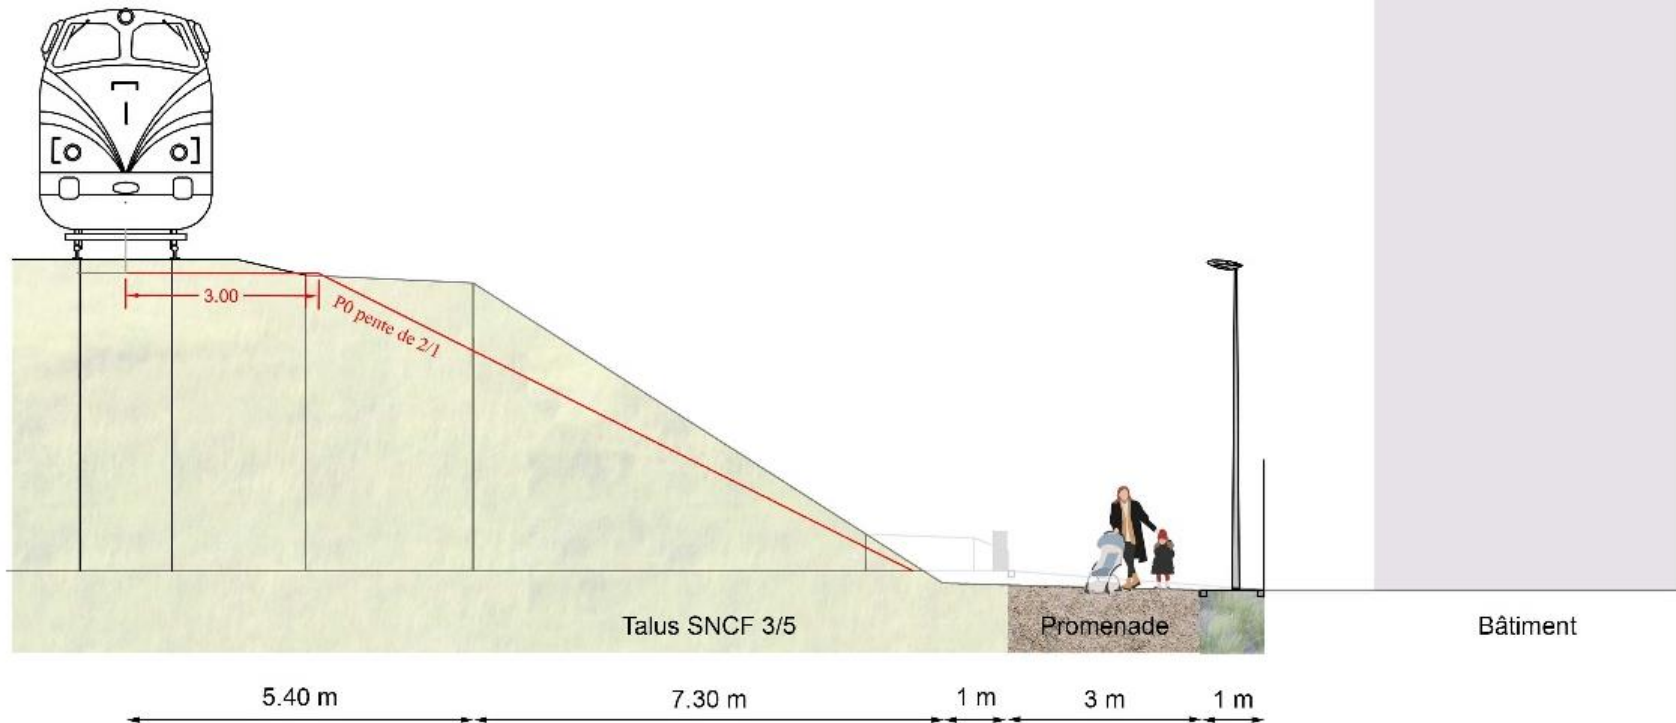 3.00
P0 pente de 2/1
Talus SNCF 3/5
Promenade
Bâtiment
5.40 m
7.30 m
1 m
3 m
1 m